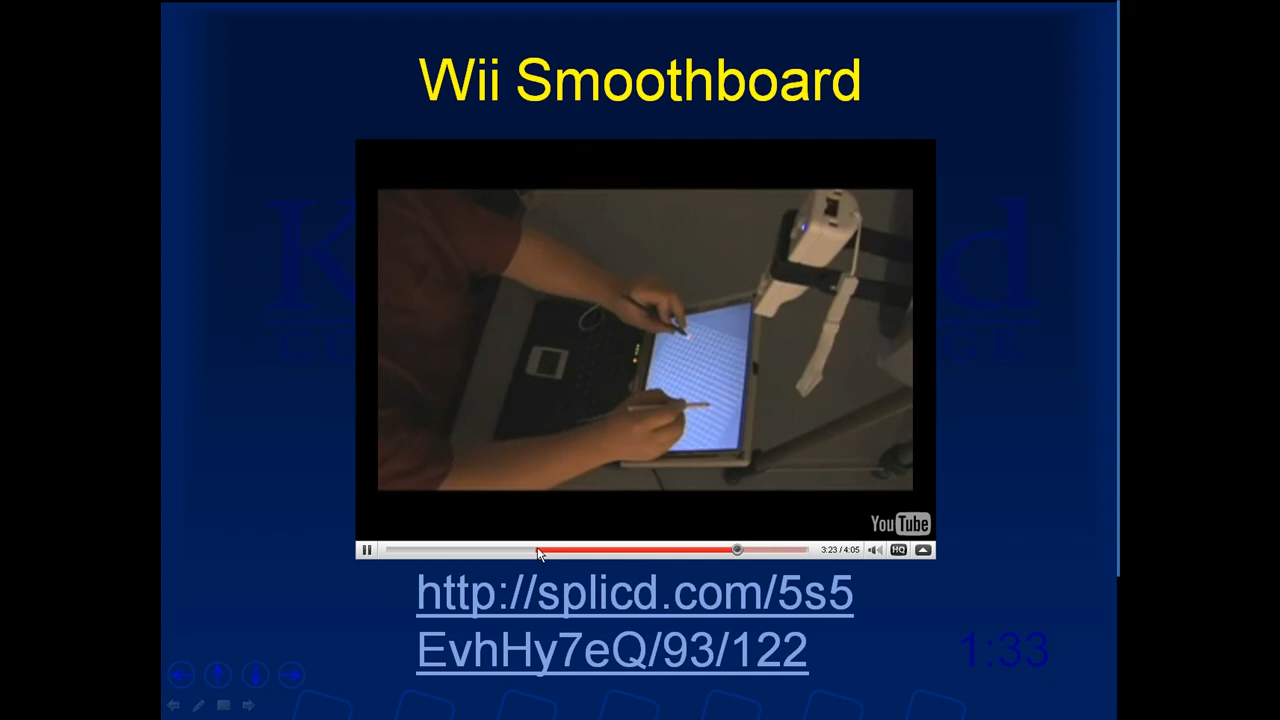 Wii Smoothboard
YouTube
3:23 / 4:05
HQ
http://splicd.com/5s5
EvhHy7eQ/93/122
1:33